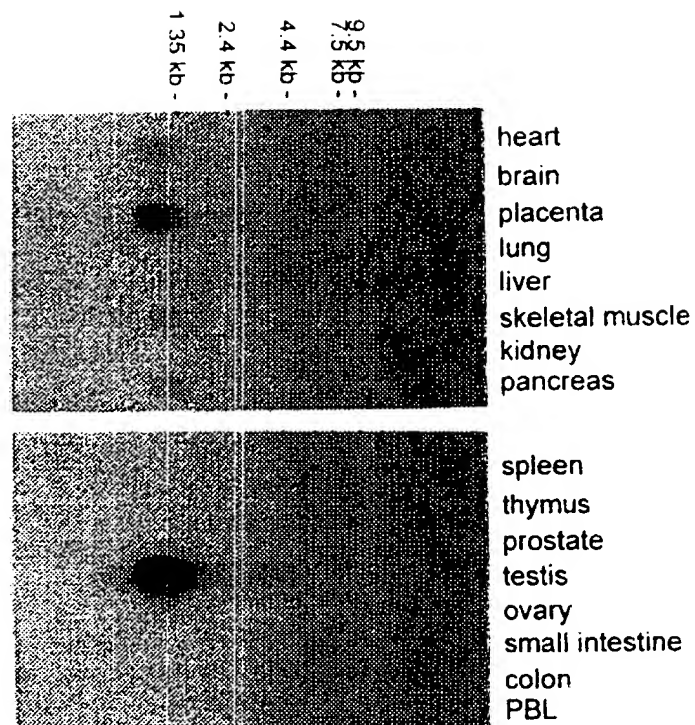 1.35 kb -
2.4 kb -
4.4 kb -
7.5 kb -
9.5 kb -
heart
brain
placenta
lung
liver
skeletal muscle
kidney
pancreas
spleen
thymus
prostate
testis
ovary
small intestine
colon
PBL